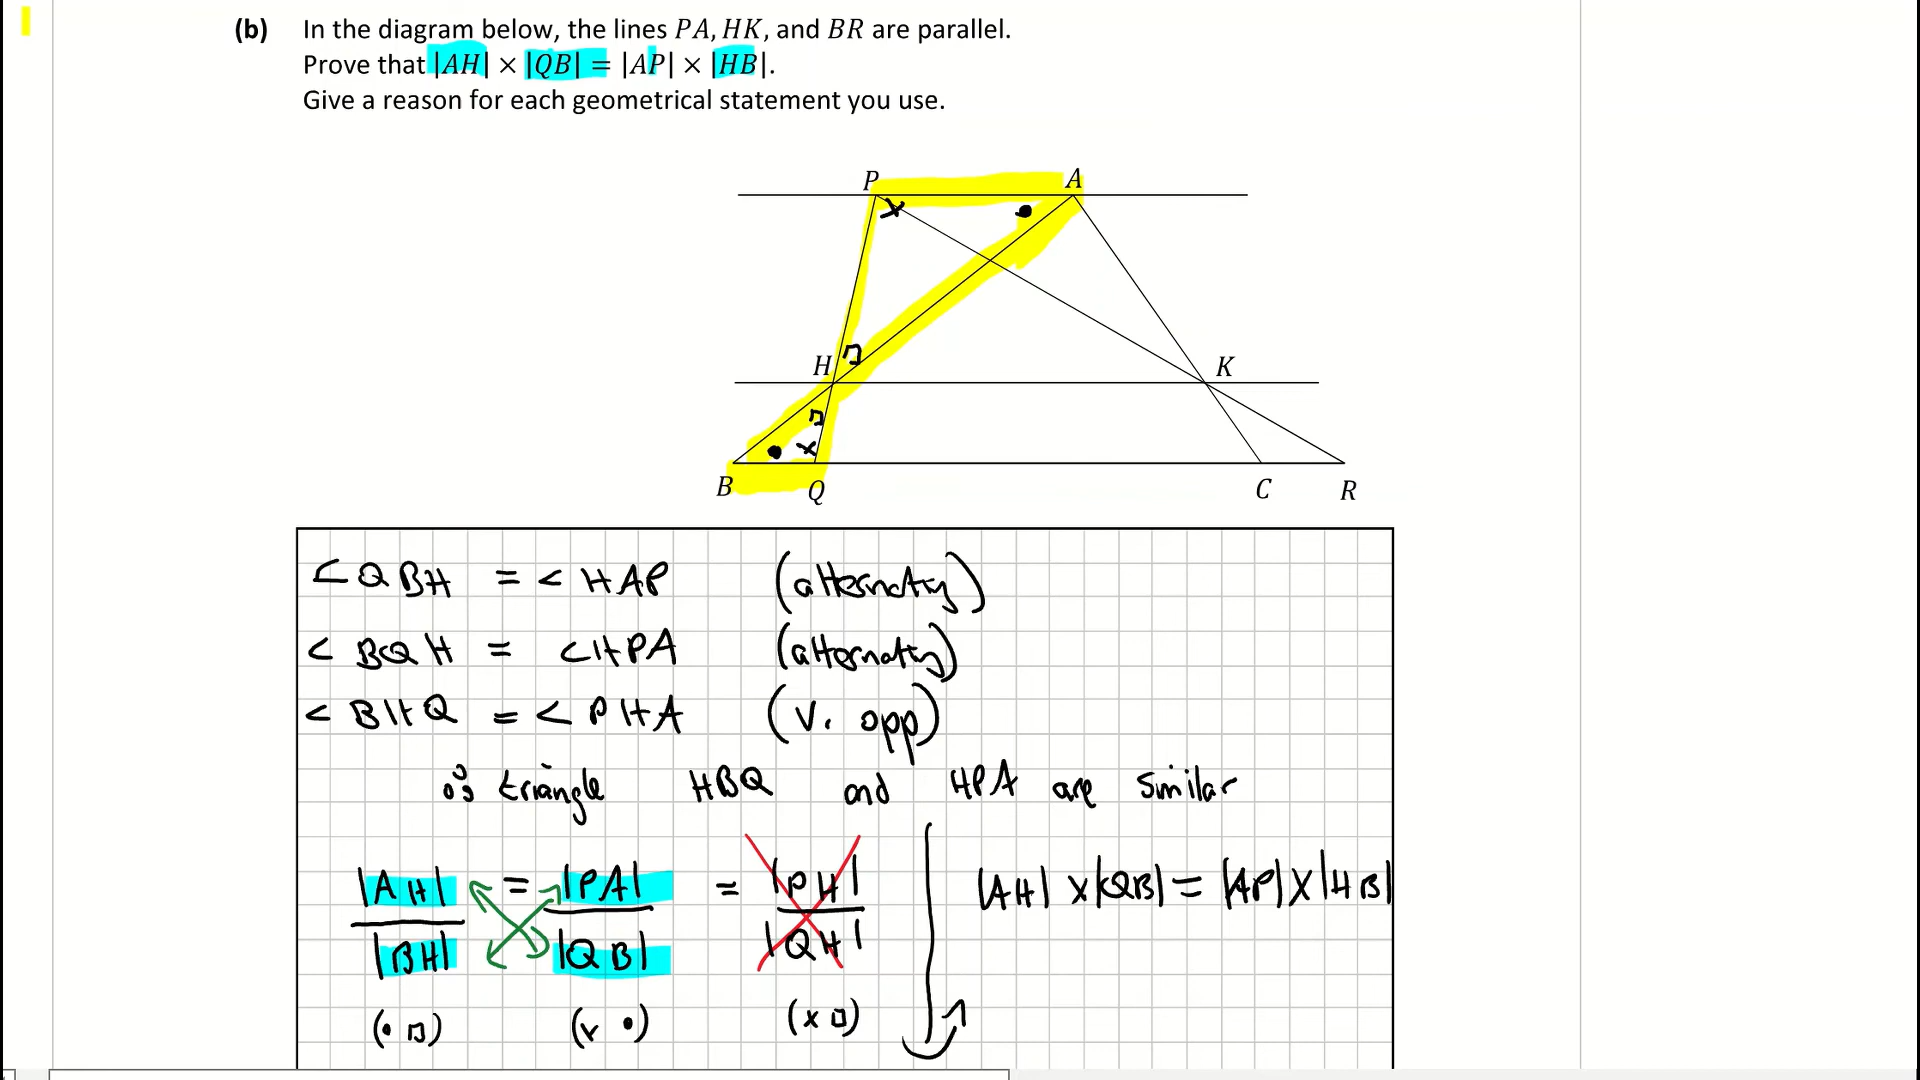 (b) In the diagram below, the lines PA, HK, and BR are parallel.
Prove that |AH| × |QB| = |AP| × |HB|.
Give a reason for each geometrical statement you use.
P A
H K
B Q C R
∠QBH = ∠HAP (alternating)
∠BQH = ∠HPA (alternating)
∠BHQ = ∠PHA (V. opp)
∴ triangle HBQ and HPA are similar
|AH| / |BH| = |PA| / |QB| = |PH| / |QH|
|AH| × |QB| = |AP| × |HB|
(• □) (x •) (x □)